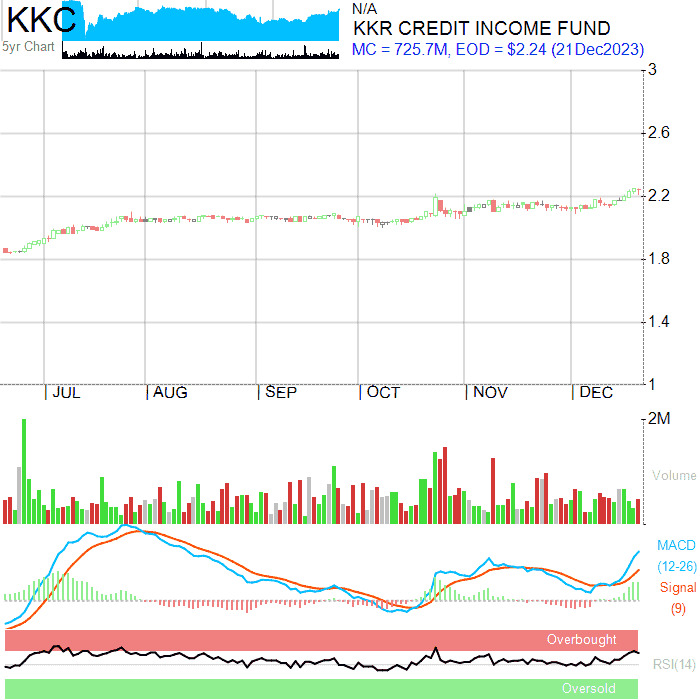 KKC
5yr Chart
N/A
KKR CREDIT INCOME FUND
MC = 725.7M, EOD = $2.24 (21Dec2023)
3
2.6
2.2
1.8
1.4
1
JUL AUG SEP OCT NOV DEC
2M
Volume
MACD
(12-26)
Signal
(9)
Overbought
RSI(14)
Oversold